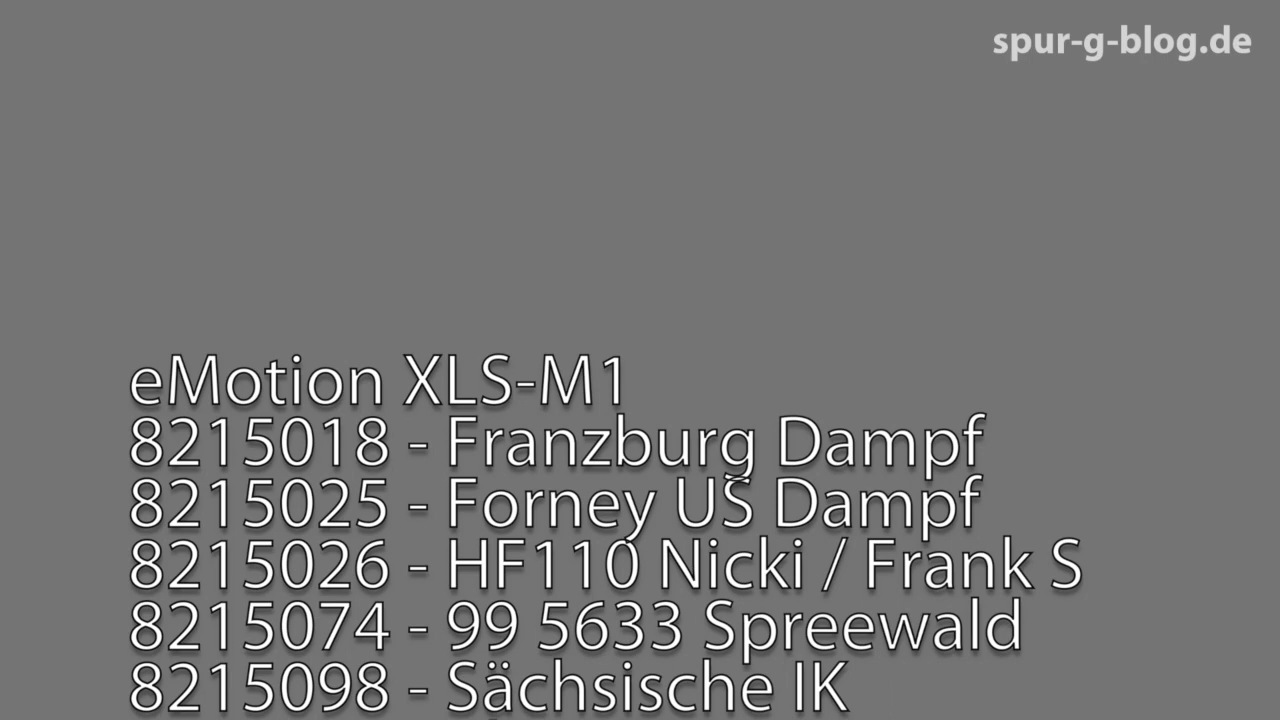 spur-g-blog.de
eMotion XLS-M1
8215018 - Franzburg Dampf
8215025 - Forney US Dampf
8215026 - HF110 Nicki / Frank S
8215074 - 99 5633 Spreewald
8215098 - Sächsische IK